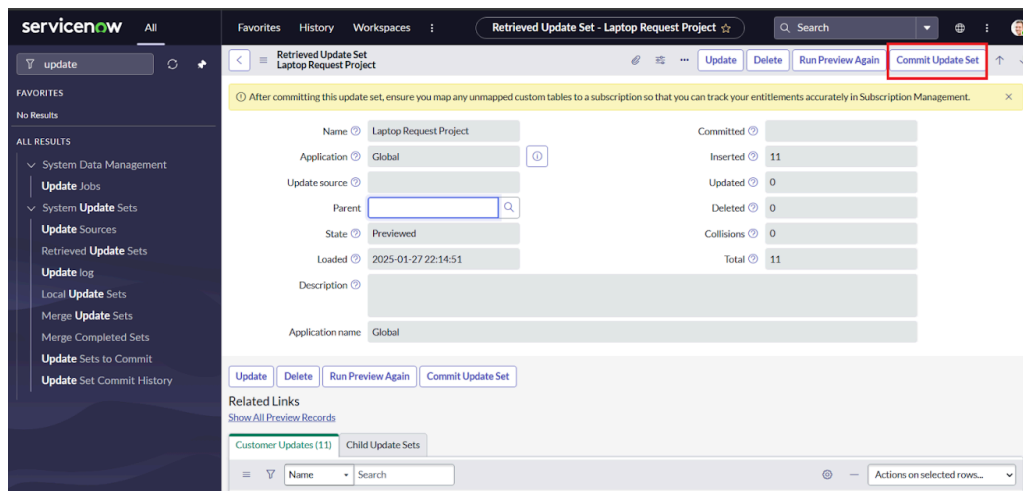 servicenow All Favorites History Workspaces Retrieved Update Set - Laptop Request Project Search
update
FAVORITES
No Results
ALL RESULTS
System Data Management
Update Jobs
System Update Sets
Update Sources
Retrieved Update Sets
Update log
Local Update Sets
Merge Update Sets
Merge Completed Sets
Update Sets to Commit
Update Set Commit History
Retrieved Update Set
Laptop Request Project
Update Delete Run Preview Again Commit Update Set
After committing this update set, ensure you map any unmapped custom tables to a subscription so that you can track your entitlements accurately in Subscription Management.
Name Laptop Request Project
Application Global
Update source
Parent
State Previewed
Loaded 2025-01-27 22:14:51
Committed
Inserted 11
Updated 0
Deleted 0
Collisions 0
Total 11
Description
Application name Global
Update Delete Run Preview Again Commit Update Set
Related Links
Show All Preview Records
Customer Updates (11) Child Update Sets
Name Search Actions on selected rows...